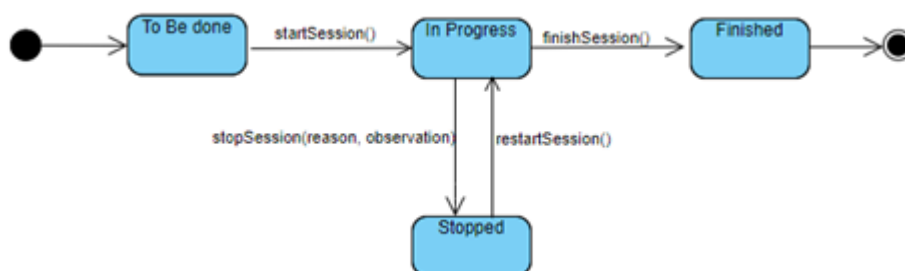 To Be done
startSession()
In Progress
finishSession()
Finished
stopSession(reason, observation)
restartSession()
Stopped